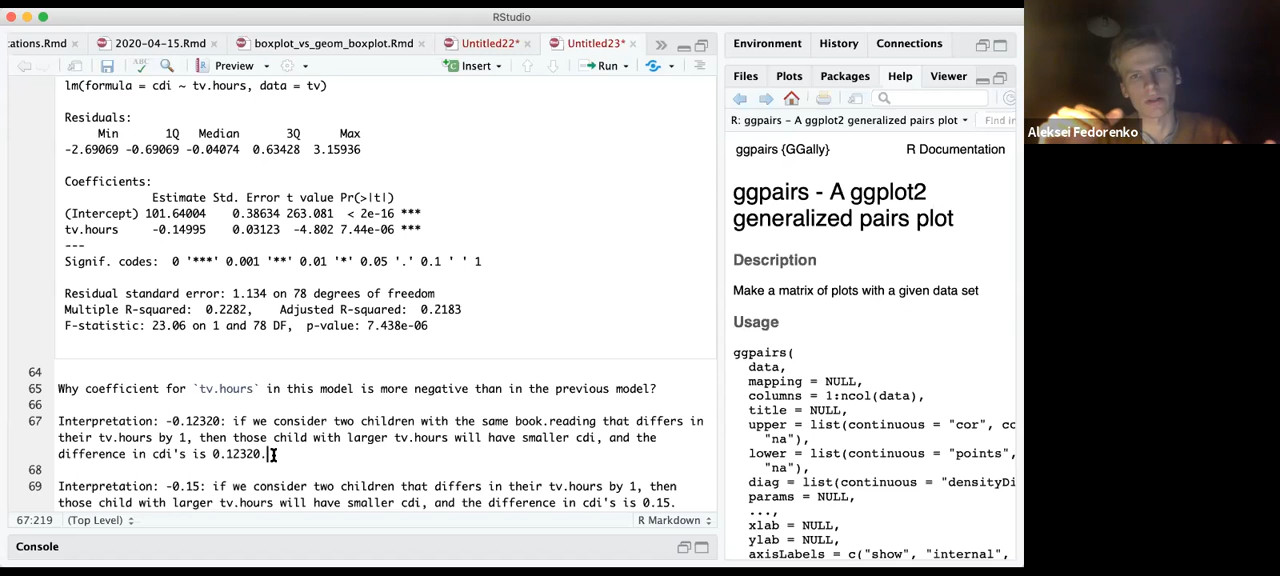 RStudio
tations.Rmd
2020-04-15.Rmd
boxplot_vs_geom_boxplot.Rmd
Untitled22*
Untitled23*
ABC
Preview
Insert
Run
lm(formula = cdi ~ tv.hours, data = tv)
Residuals:
Min 1Q Median 3Q Max
-2.69069 -0.69069 -0.04074 0.63428 3.15936
Coefficients:
Estimate Std. Error t value Pr(>|t|)
(Intercept) 101.64004 0.38634 263.081 < 2e-16 ***
tv.hours -0.14995 0.03123 -4.802 7.44e-06 ***
---
Signif. codes: 0 '***' 0.001 '**' 0.01 '*' 0.05 '.' 0.1 ' ' 1
Residual standard error: 1.134 on 78 degrees of freedom
Multiple R-squared: 0.2282, Adjusted R-squared: 0.2183
F-statistic: 23.06 on 1 and 78 DF, p-value: 7.438e-06
64
65 Why coefficient for `tv.hours` in this model is more negative than in the previous model?
66
67 Interpretation: -0.12320: if we consider two children with the same book.reading that differs in
their tv.hours by 1, then those child with larger tv.hours will have smaller cdi, and the
difference in cdi's is 0.12320.
68
69 Interpretation: -0.15: if we consider two children that differs in their tv.hours by 1, then
those child with larger tv.hours will have smaller cdi, and the difference in cdi's is 0.15.
67:219 (Top Level) R Markdown
Console
Environment History Connections
Files Plots Packages Help Viewer
R: ggpairs - A ggplot2 generalized pairs plot
Find in
ggpairs {GGally} R Documentation
ggpairs - A ggplot2
generalized pairs plot
Description
Make a matrix of plots with a given data set
Usage
ggpairs(
data,
mapping = NULL,
columns = 1:ncol(data),
title = NULL,
upper = list(continuous = "cor", co
"na"),
lower = list(continuous = "points",
"na"),
diag = list(continuous = "densityDi
params = NULL,
...,
xlab = NULL,
ylab = NULL,
axisLabels = c("show", "internal",
Aleksei Fedorenko